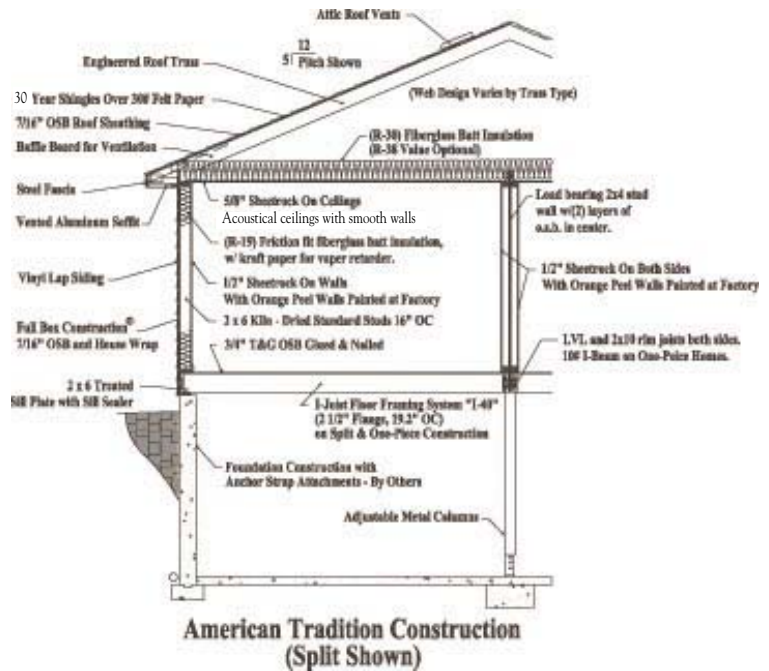 Attic Roof Vents
12
5
Pitch Shown
Engineered Roof Truss
(Web Design Varies by Truss Type)
30 Year Shingles Over 30# Felt Paper
7/16" OSB Roof Sheathing
Baffle Board for Ventilation
(R-30) Fiberglass Batt Insulation
(R-38 Value Optional)
Steel Fascia
Vented Aluminum Soffit
5/8" Sheetrock On Ceilings
Acoustical ceilings with smooth walls
(R-19) Friction fit fiberglass batt insulation,
w/ kraft paper for vapor retarder.
Load bearing 2x4 stud
wall w/(2) layers of
o.s.b. in center.
Vinyl Lap Siding
1/2" Sheetrock On Walls
With Orange Peel Walls Painted at Factory
1/2" Sheetrock On Both Sides
With Orange Peel Walls Painted at Factory
2 x 6 Kiln - Dried Standard Studs 16" OC
Full Box Construction®
7/16" OSB and House Wrap
3/4" T&G OSB Glued & Nailed
LVL and 2x10 rim joists both sides.
10# I-Beam on One-Peice Homes.
2 x 6 Treated
Sill Plate with Sill Sealer
I-Joist Floor Framing System "I-40"
(2 1/2" Flange, 19.2" OC)
on Split & One-Piece Construction
Foundation Construction with
Anchor Strap Attachments - By Others
Adjustable Metal Columns
American Tradition Construction
(Split Shown)